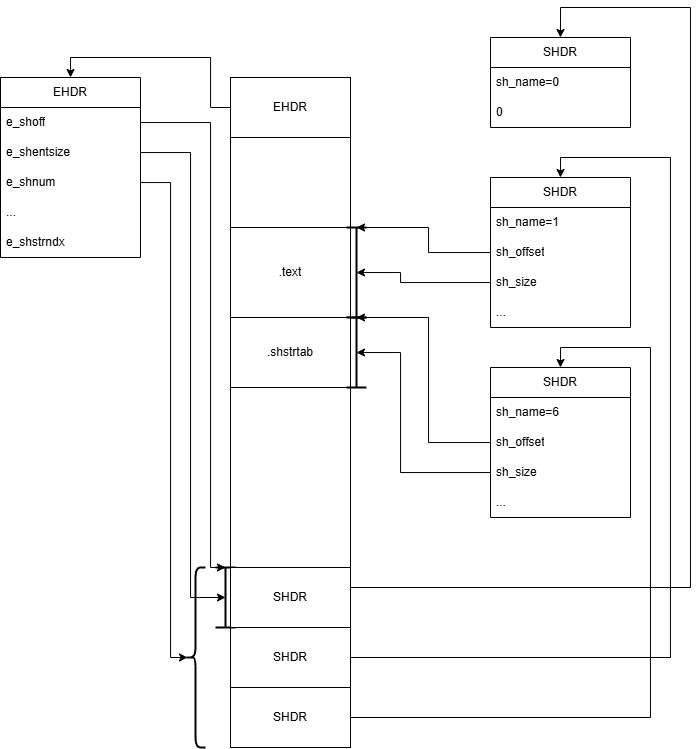 EHDR
e_shoff
e_shentsize
e_shnum
...
e_shstrndx
EHDR
.text
.shstrtab
SHDR
SHDR
SHDR
SHDR
sh_name=0
0
SHDR
sh_name=1
sh_offset
sh_size
...
SHDR
sh_name=6
sh_offset
sh_size
...